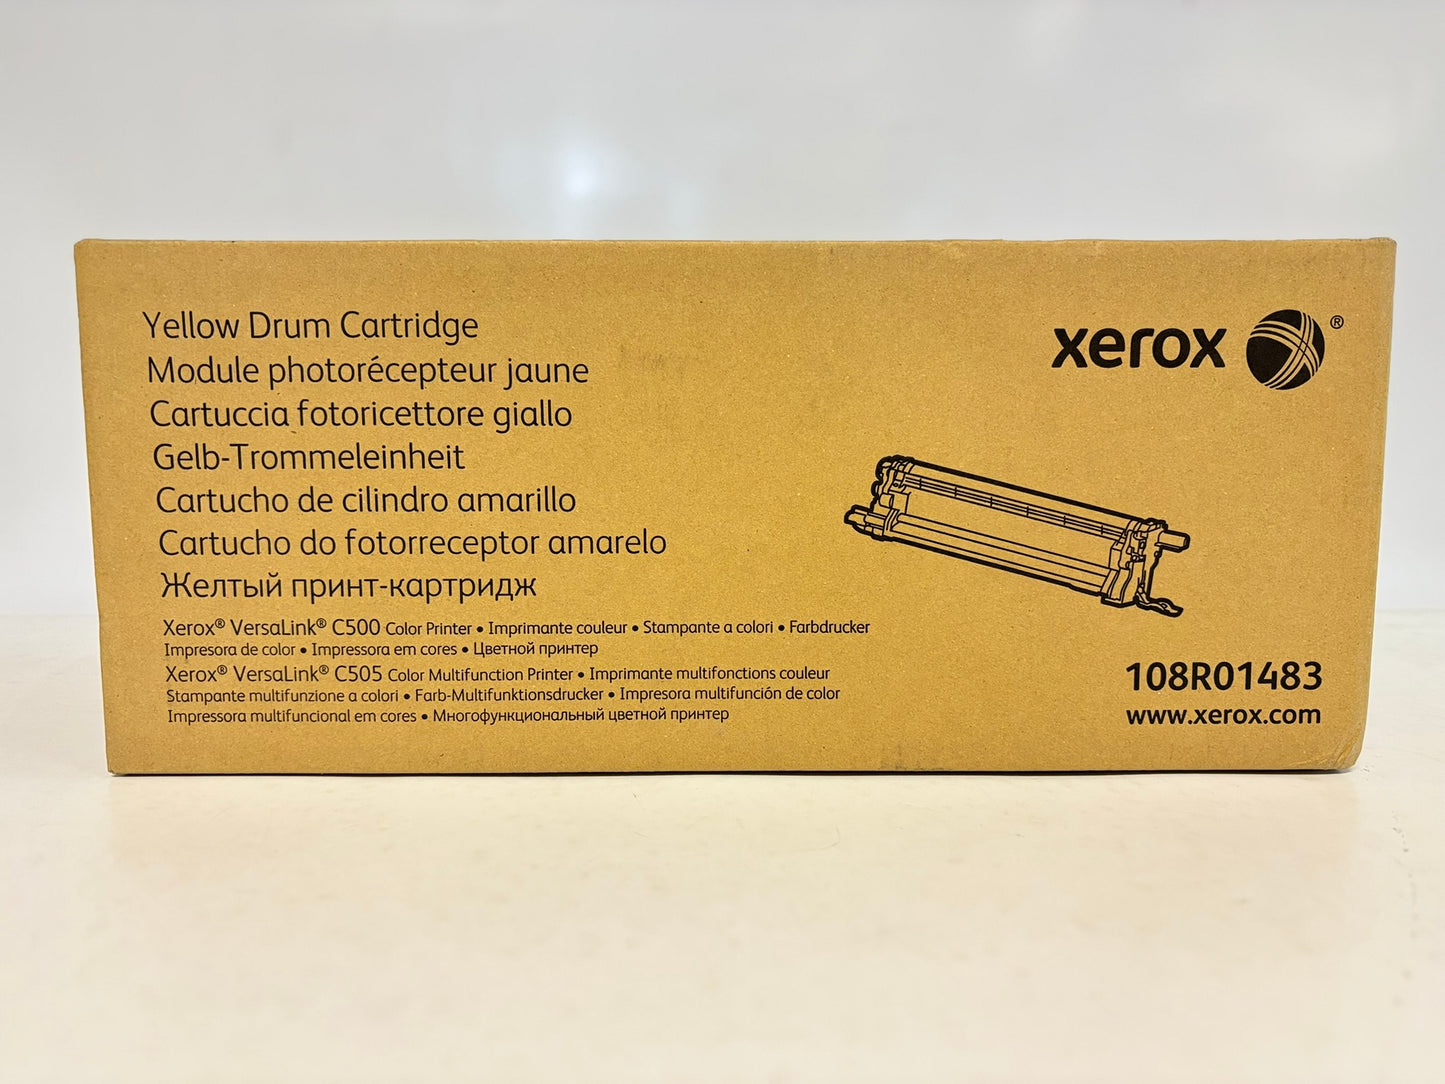 Yellow Drum Cartridge
Module photorécepteur jaune
Cartuccia fotoricettore giallo
Gelb-Trommeleinheit
Cartucho de cilindro amarillo
Cartucho do fotorreceptor amarelo
Желтый принт-картридж
Xerox® VersaLink® C500 Color Printer • Imprimante couleur • Stampante a colori • Farbdrucker
Impresora de color • Impressora em cores • Цветной принтер
Xerox® VersaLink® C505 Color Multifunction Printer • Imprimante multifonctions couleur
Stampante multifunzione a colori • Farb-Multifunktionsdrucker • Impresora multifunción de color
Impressora multifuncional em cores • Многофункциональный цветной принтер
xerox ®
108R01483
www.xerox.com